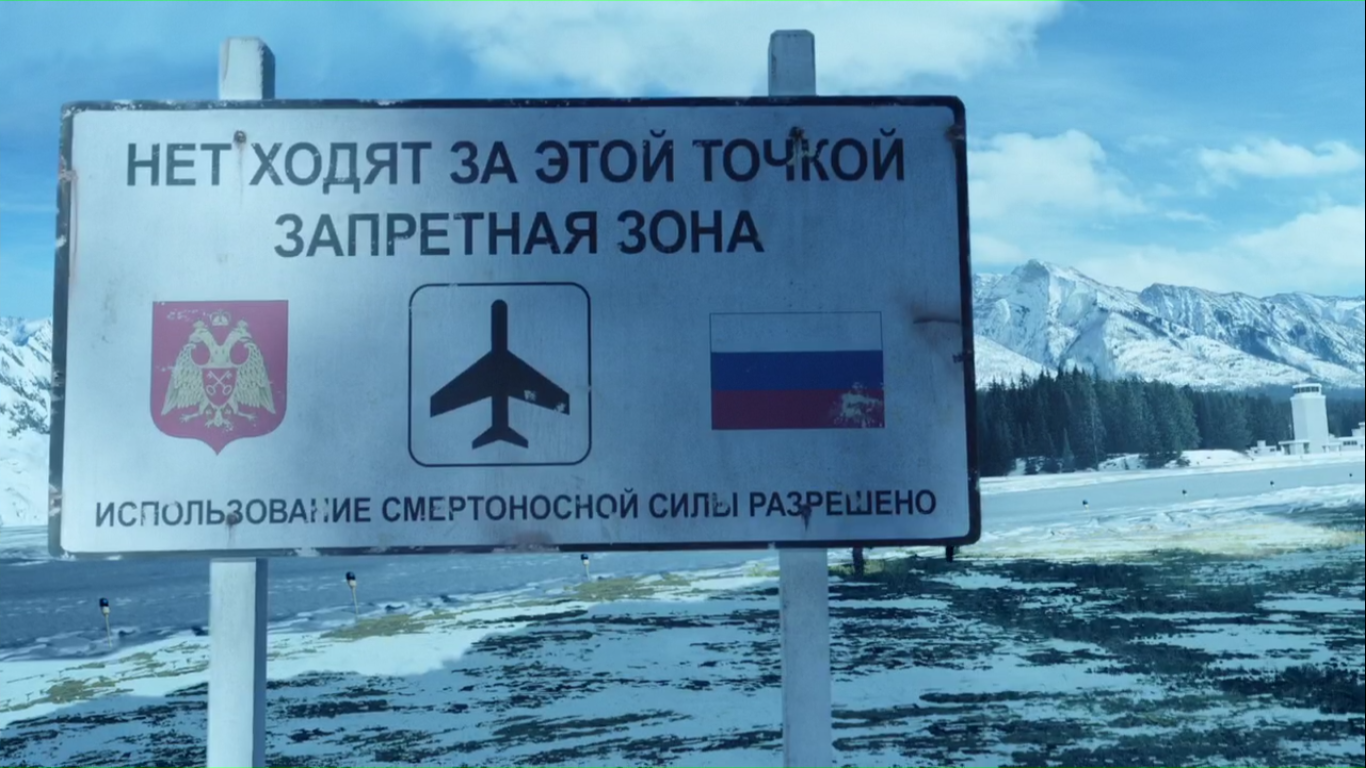 НЕТ ХОДЯТ ЗА ЭТОЙ ТОЧКОЙ
ЗАПРЕТНАЯ ЗОНА
ИСПОЛЬЗОВАНИЕ СМЕРТОНОСНОЙ СИЛЫ РАЗРЕШЕНО